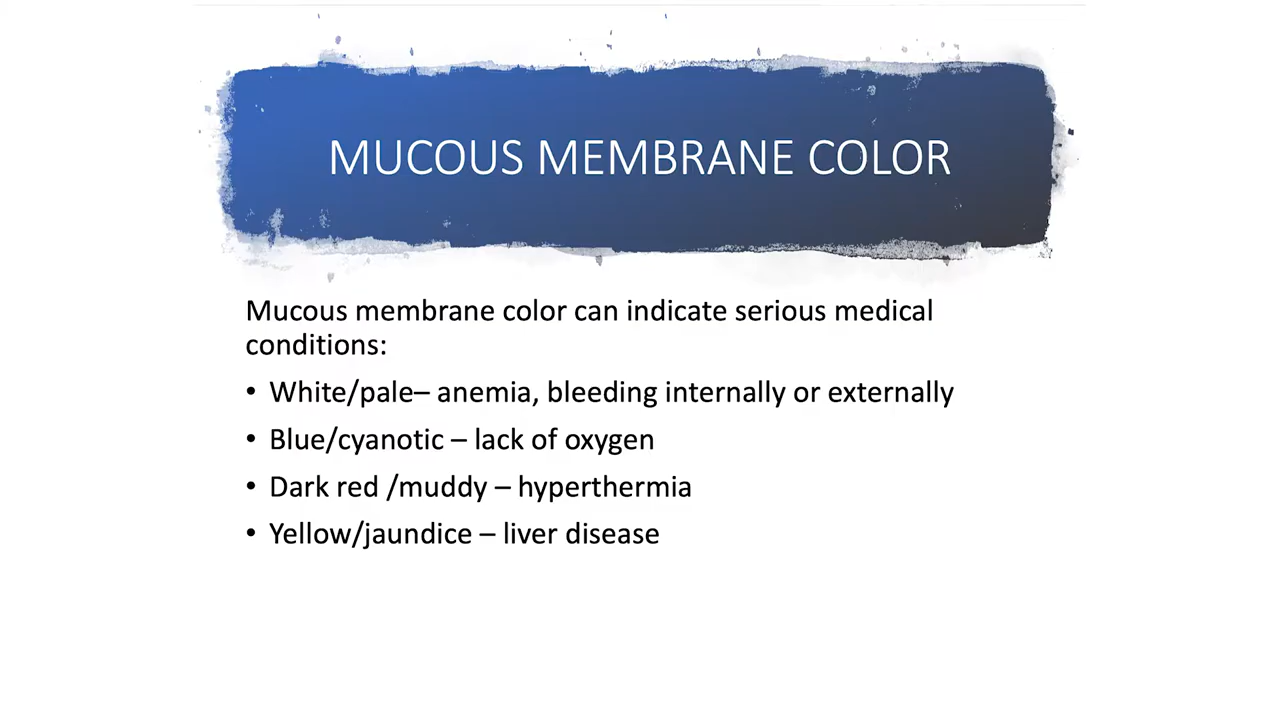 MUCOUS MEMBRANE COLOR
Mucous membrane color can indicate serious medical
conditions:
• White/pale– anemia, bleeding internally or externally
• Blue/cyanotic – lack of oxygen
• Dark red /muddy – hyperthermia
• Yellow/jaundice – liver disease